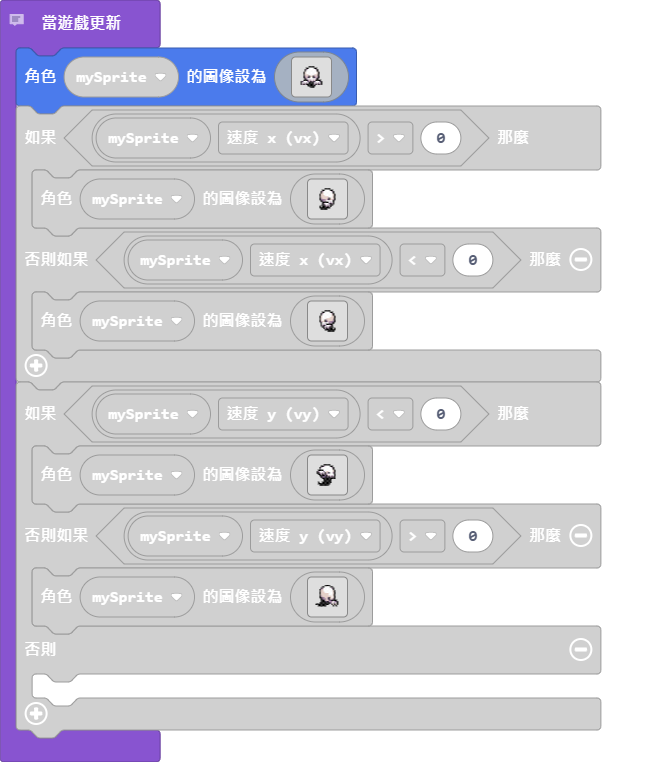 當遊戲更新
角色 mySprite 的圖像設為
如果 mySprite 速度 x (vx) > 0 那麼
角色 mySprite 的圖像設為
否則如果 mySprite 速度 x (vx) < 0 那麼
角色 mySprite 的圖像設為
如果 mySprite 速度 y (vy) < 0 那麼
角色 mySprite 的圖像設為
否則如果 mySprite 速度 y (vy) > 0 那麼
角色 mySprite 的圖像設為
否則